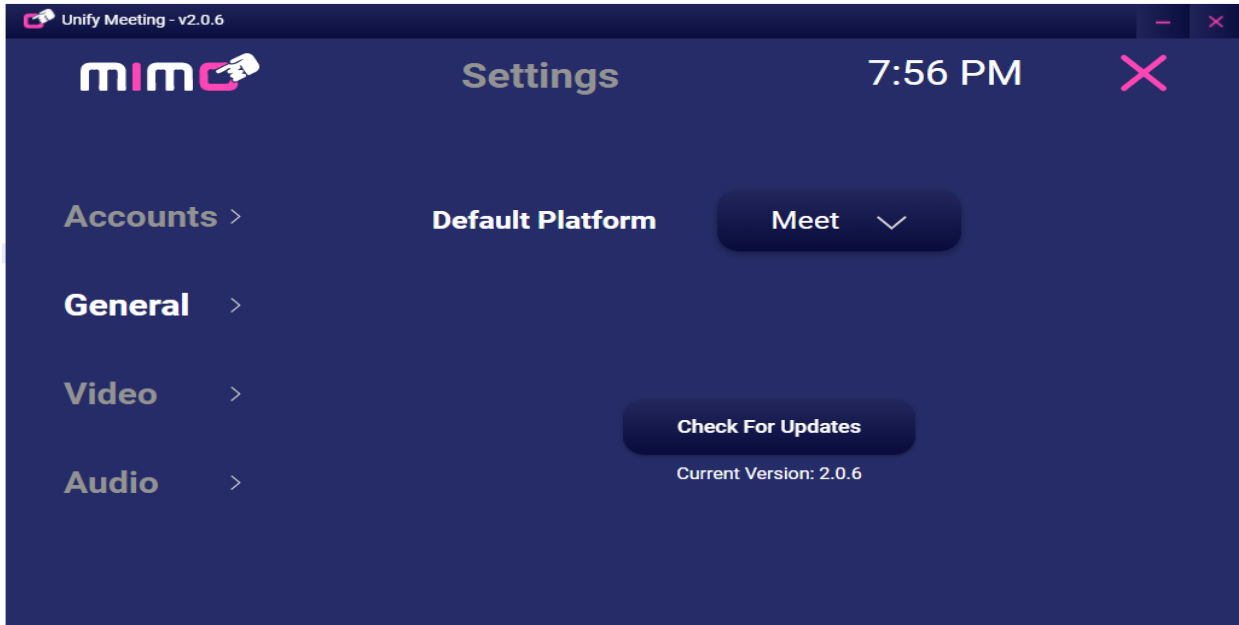 Unify Meeting - v2.0.6
mimo
Settings
7:56 PM
Accounts >
Default Platform
Meet
General >
Video >
Check For Updates
Current Version: 2.0.6
Audio >